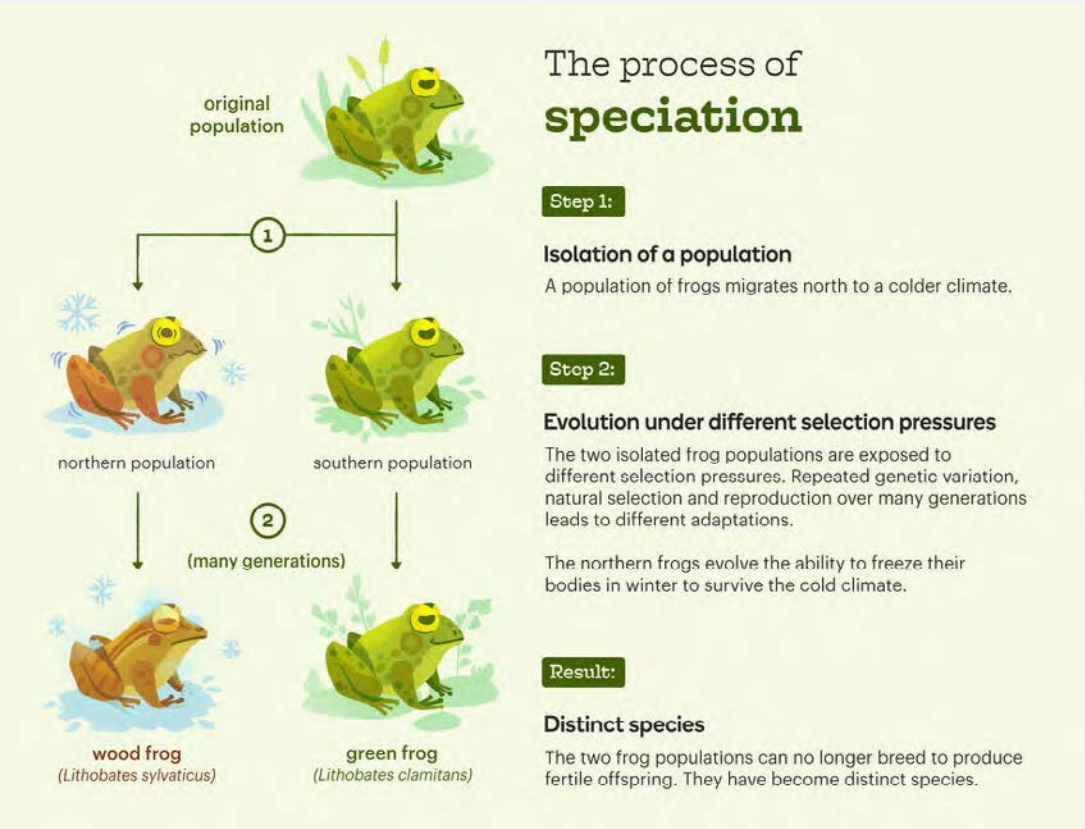 The process of
speciation
original
population
1
northern population
southern population
2
(many generations)
wood frog
(Lithobates sylvaticus)
green frog
(Lithobates clamitans)
Step 1:
Isolation of a population
A population of frogs migrates north to a colder climate.
Step 2:
Evolution under different selection pressures
The two isolated frog populations are exposed to
different selection pressures. Repeated genetic variation,
natural selection and reproduction over many generations
leads to different adaptations.
The northern frogs evolve the ability to freeze their
bodies in winter to survive the cold climate.
Result:
Distinct species
The two frog populations can no longer breed to produce
fertile offspring. They have become distinct species.